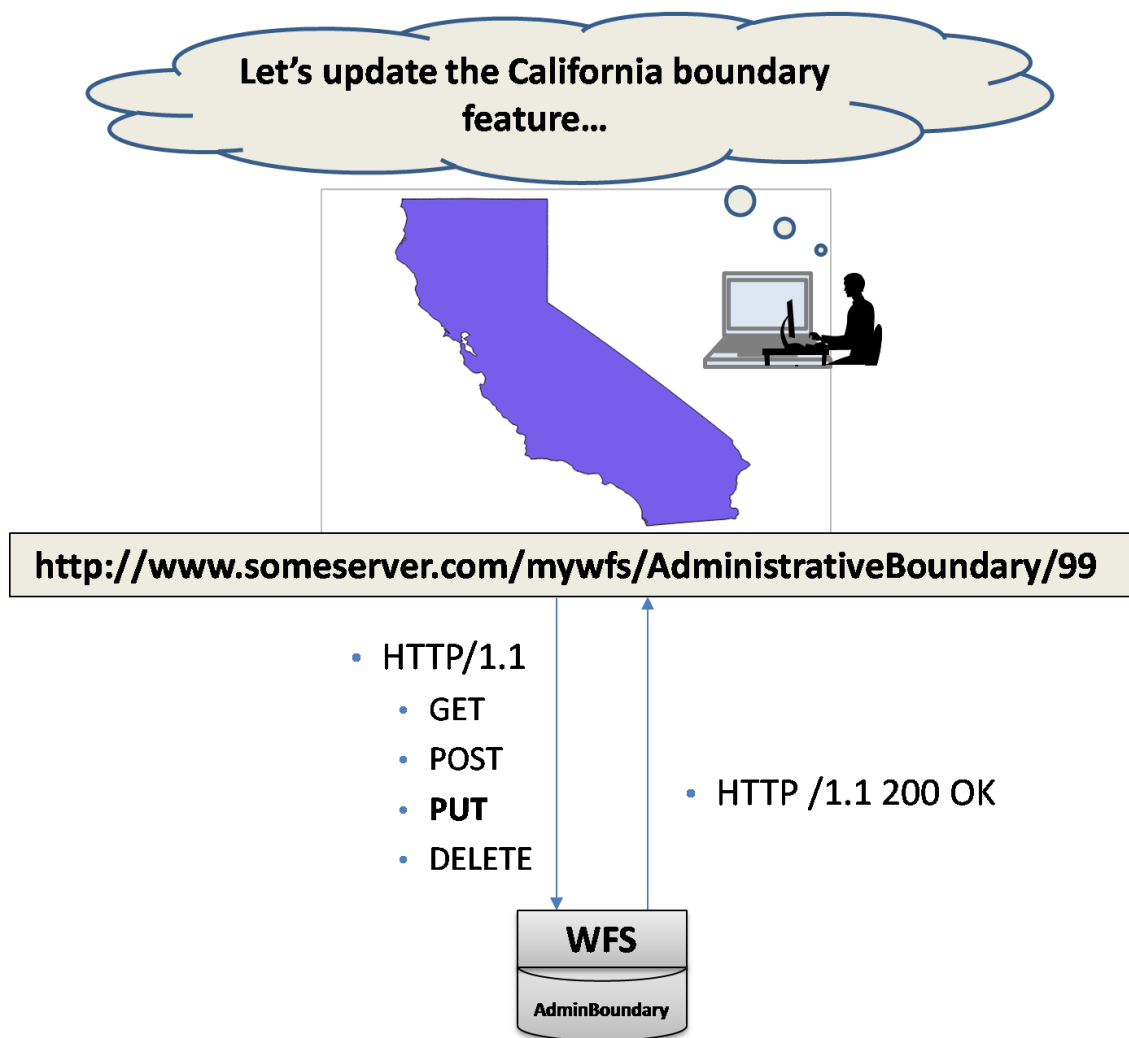 Let’s update the California boundary
feature…
http://www.someserver.com/mywfs/AdministrativeBoundary/99
• HTTP/1.1
• GET
• POST
• PUT
• DELETE
• HTTP /1.1 200 OK
WFS
AdminBoundary